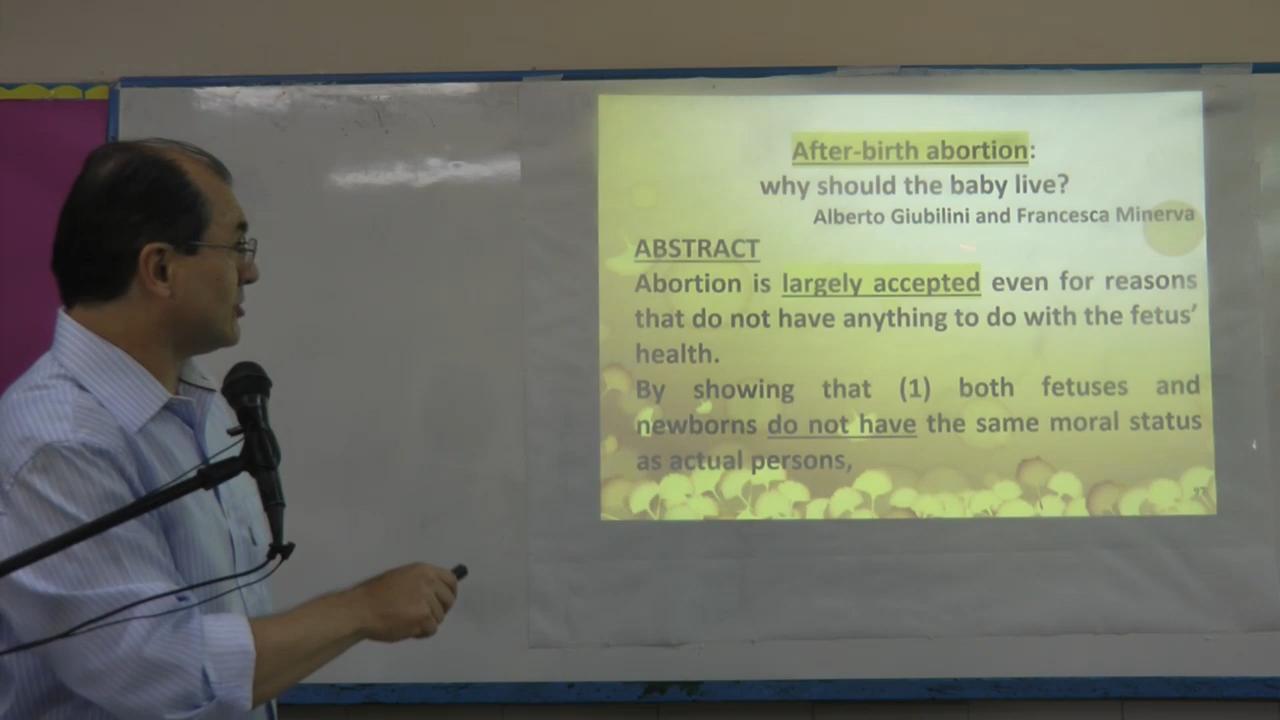 After-birth abortion:
why should the baby live?
Alberto Giubilini and Francesca Minerva
ABSTRACT
Abortion is largely accepted even for reasons
that do not have anything to do with the fetus'
health.
By showing that (1) both fetuses and
newborns do not have the same moral status
as actual persons,